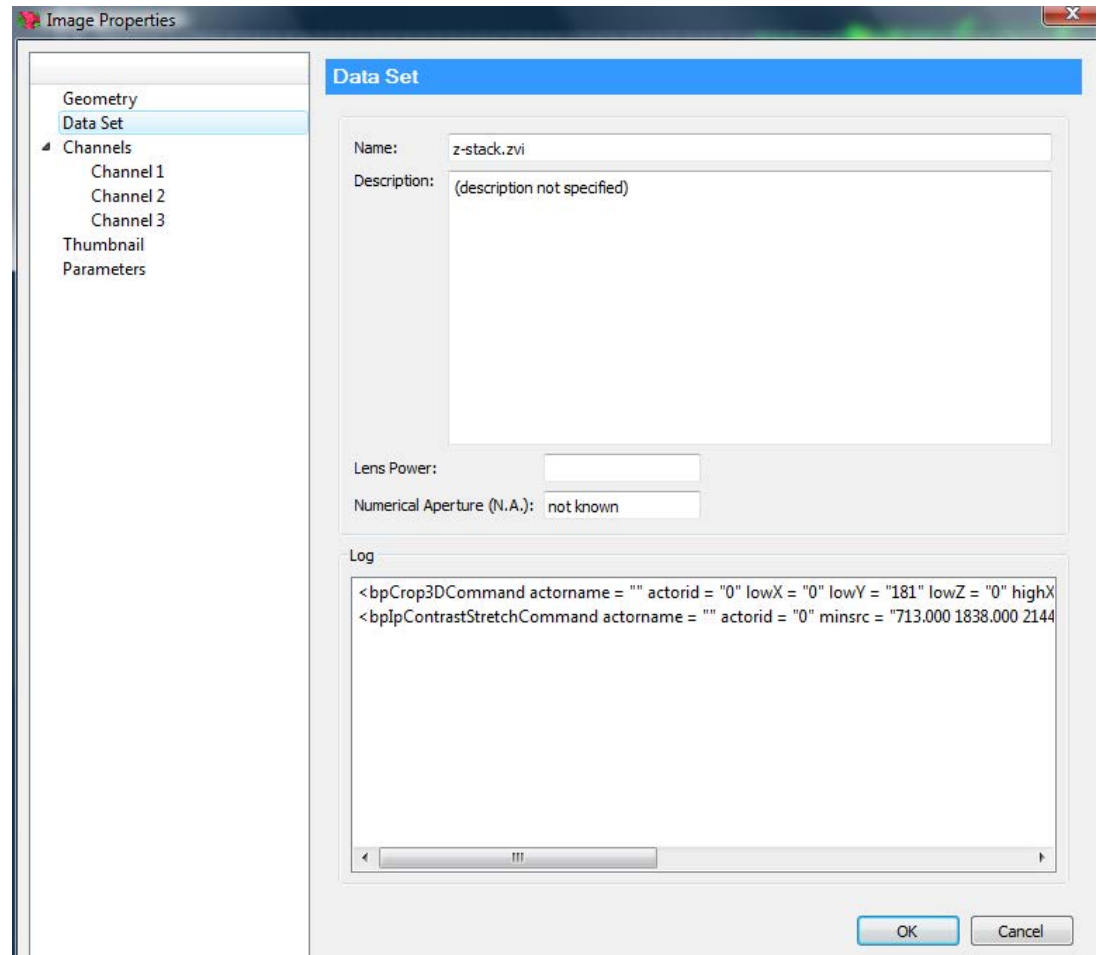 Image Properties
Geometry
Data Set
Channels
Channel 1
Channel 2
Channel 3
Thumbnail
Parameters
Data Set
Name: z-stack.zvi
Description: (description not specified)
Lens Power:
Numerical Aperture (N.A.): not known
Log
<bpCrop3DCommand actorname = "" actorid = "0" lowX = "0" lowY = "181" lowZ = "0" highX
<bpIpContrastStretchCommand actorname = "" actorid = "0" minsrc = "713.000 1838.000 2144
OK Cancel